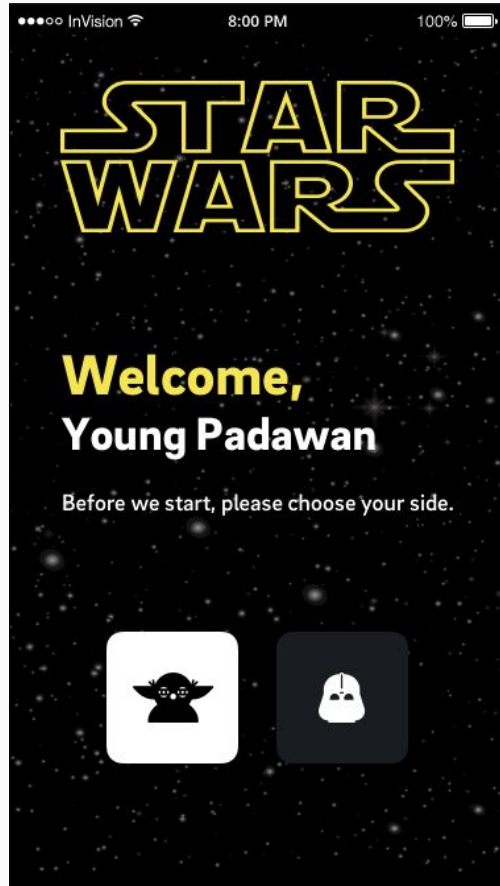 InVision 8:00 PM 100%
STAR
WARS
Welcome,
Young Padawan
Before we start, please choose your side.